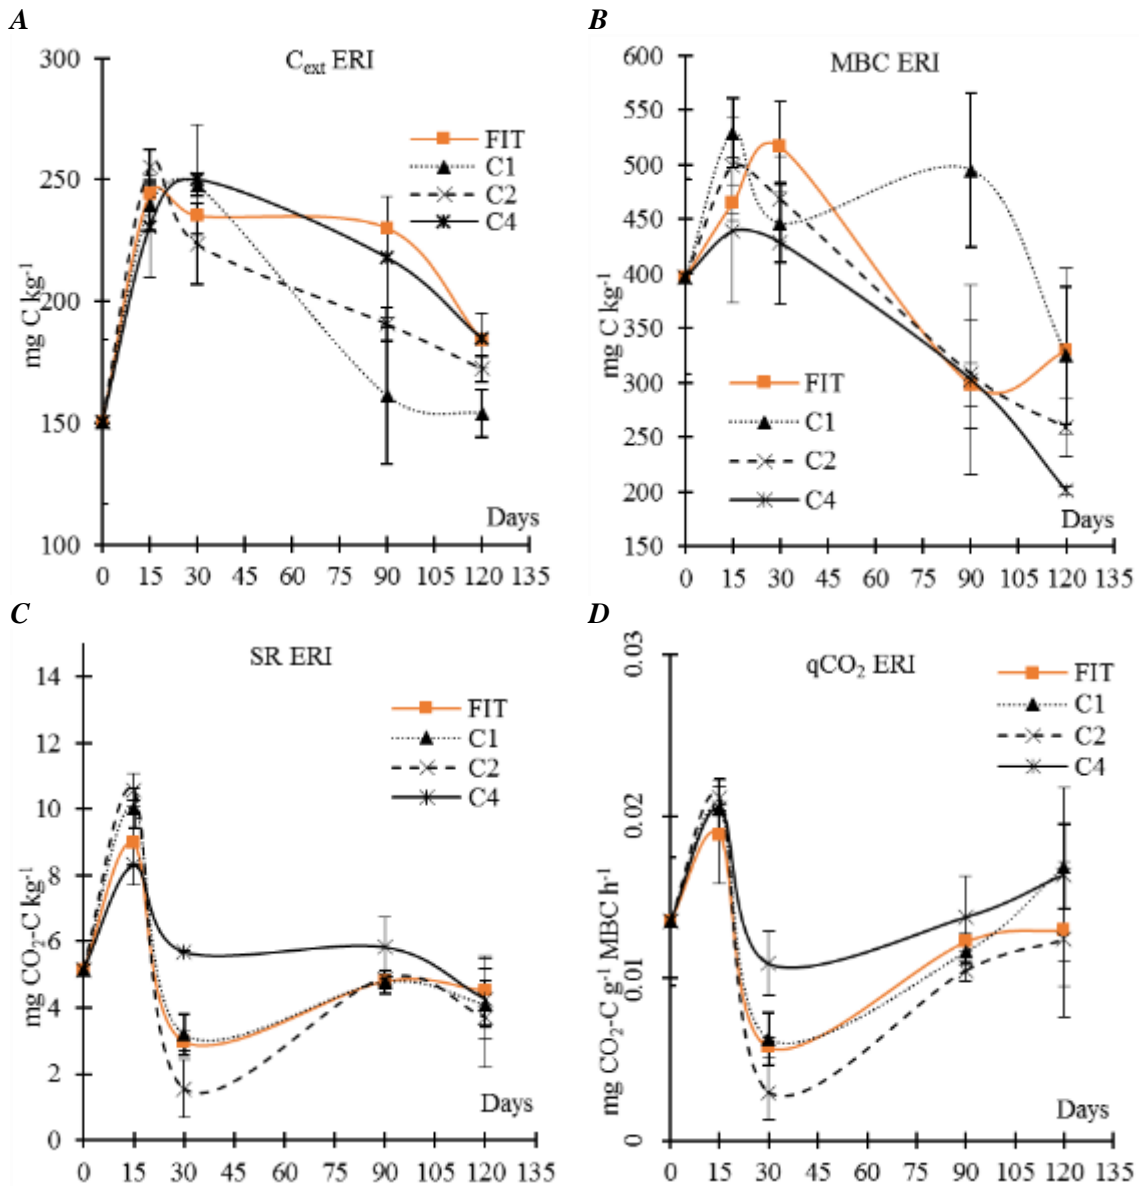 A
C_ext ERI
300
250
200
150
100
mg C kg⁻¹
FIT
C1
C2
C4
Days
0 15 30 45 60 75 90 105 120 135
B
MBC ERI
600
550
500
450
400
350
300
250
200
150
mg C kg⁻¹
FIT
C1
C2
C4
Days
0 15 30 45 60 75 90 105 120 135
C
SR ERI
14
12
10
8
6
4
2
0
mg CO₂-C kg⁻¹
FIT
C1
C2
C4
Days
0 15 30 45 60 75 90 105 120 135
D
qCO₂ ERI
0.03
0.02
0.01
0
mg CO₂-C g⁻¹ MBC h⁻¹
FIT
C1
C2
C4
Days
0 15 30 45 60 75 90 105 120 135